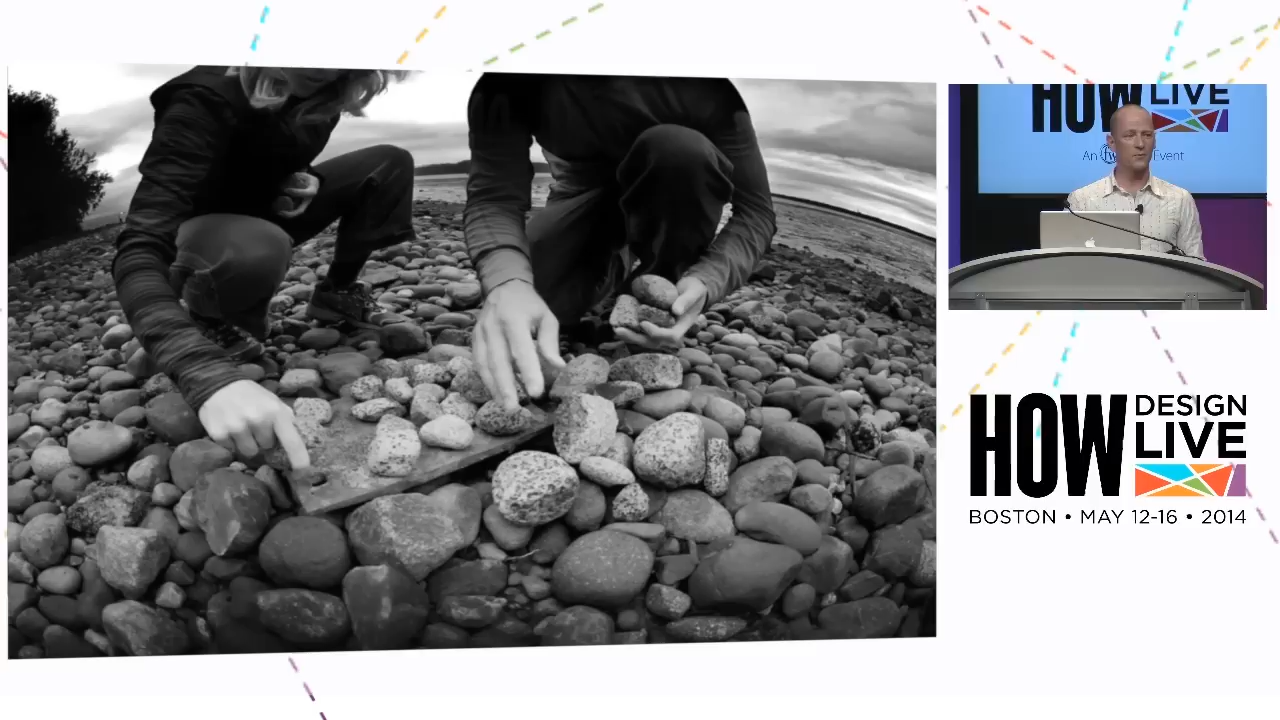 HOW
LIVE
An
Event
HOW
DESIGN
LIVE
BOSTON • MAY 12-16 • 2014